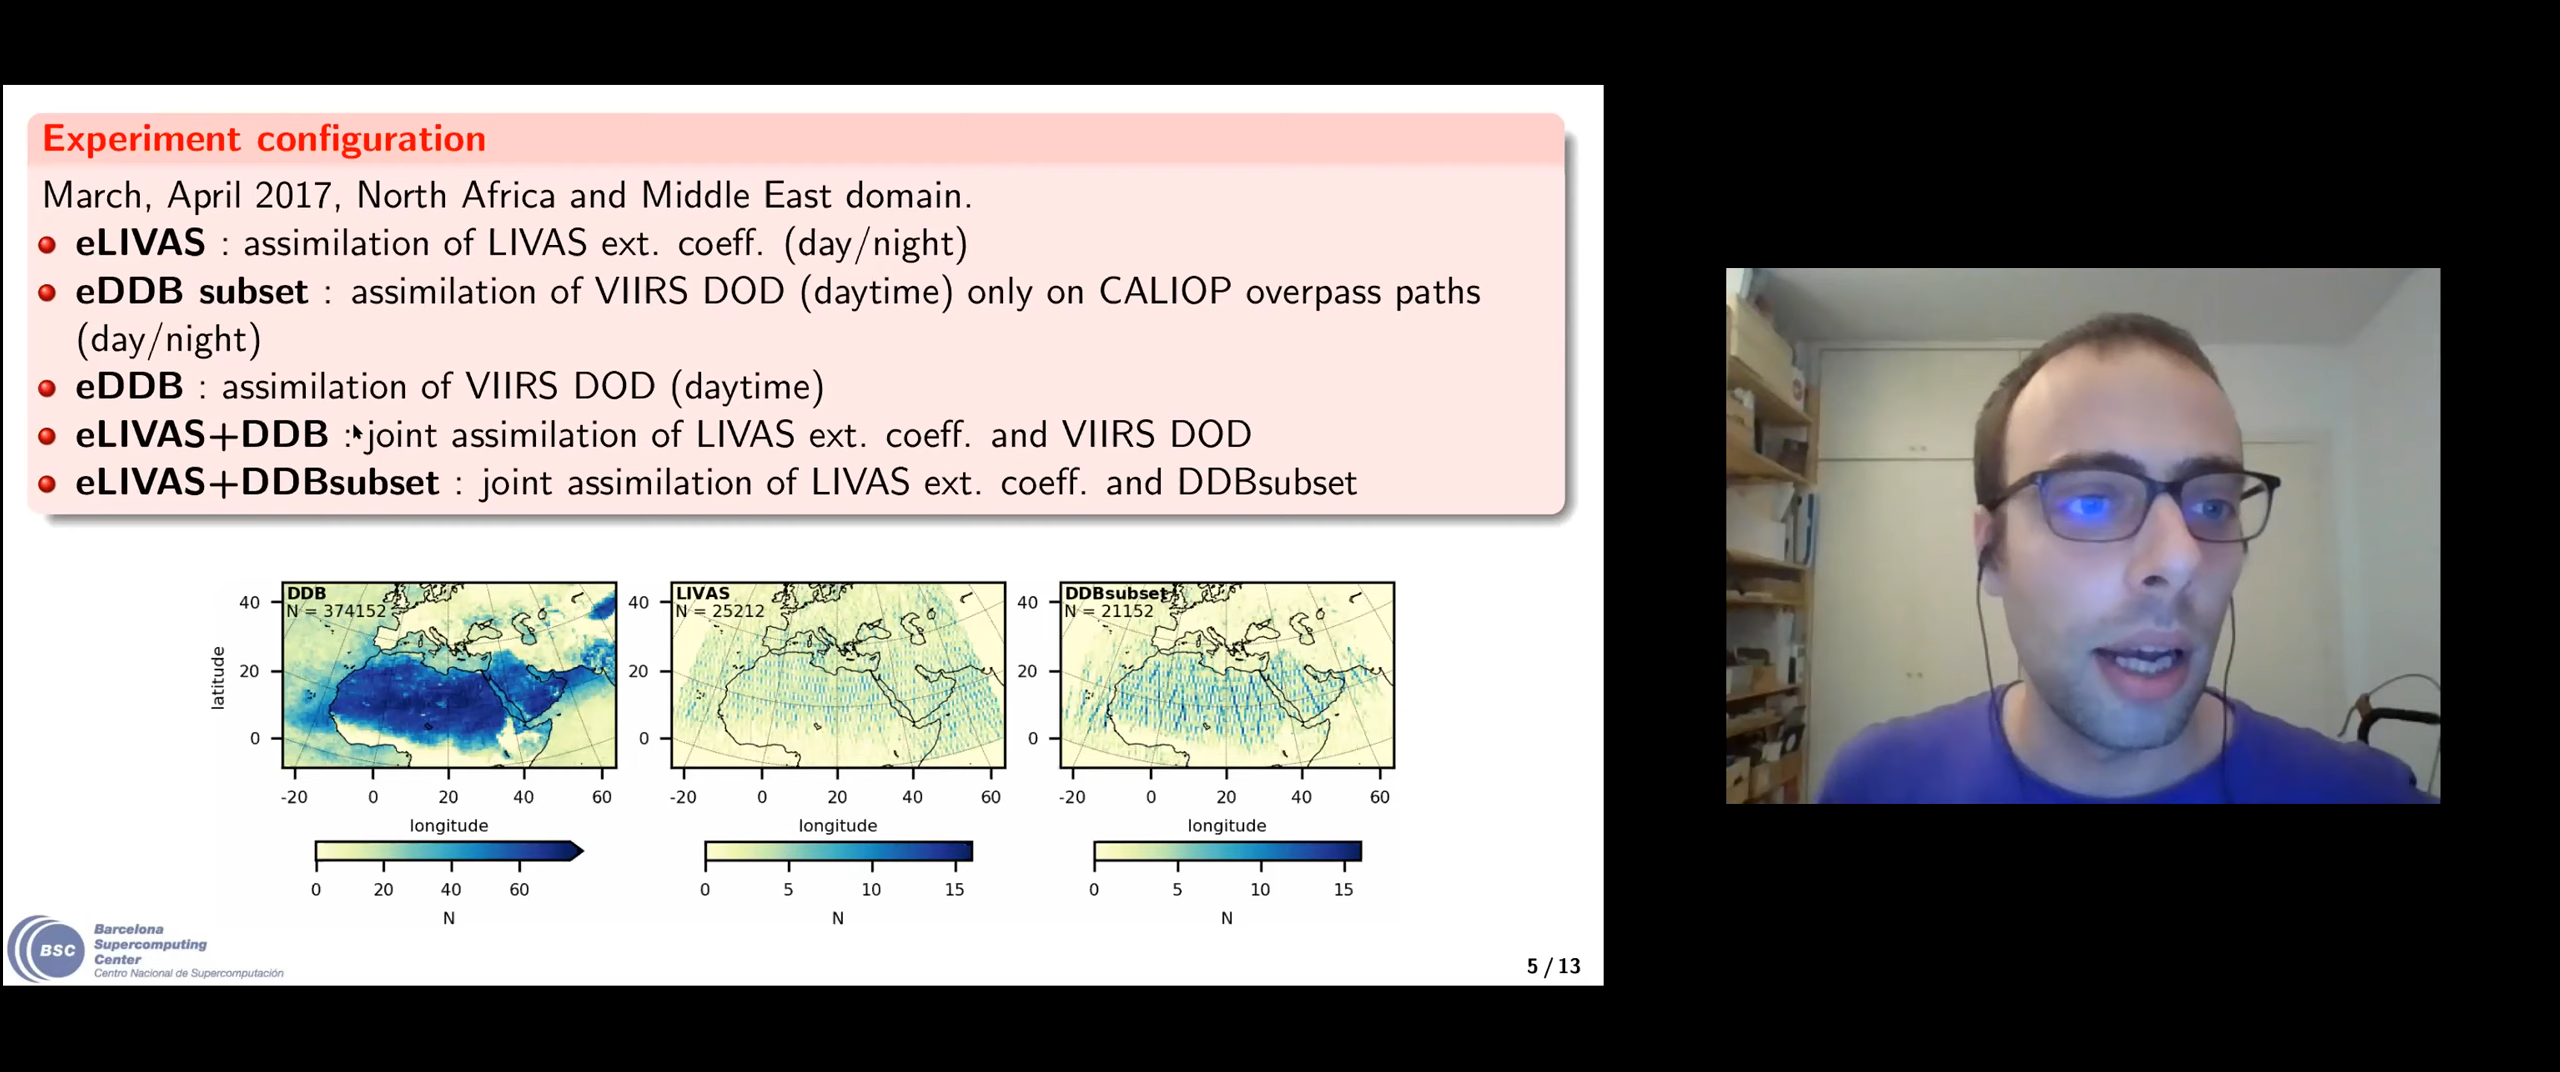 Experiment configuration
March, April 2017, North Africa and Middle East domain.
eLIVAS : assimilation of LIVAS ext. coeff. (day/night)
eDDB subset : assimilation of VIIRS DOD (daytime) only on CALIOP overpass paths
(day/night)
eDDB : assimilation of VIIRS DOD (daytime)
eLIVAS+DDB : joint assimilation of LIVAS ext. coeff. and VIIRS DOD
eLIVAS+DDBsubset : joint assimilation of LIVAS ext. coeff. and DDBsubset
DDB
N = 374152
40
20
0
latitude
-20 0 20 40 60
longitude
0 20 40 60
N
LIVAS
N = 25212
40
20
0
-20 0 20 40 60
longitude
0 5 10 15
N
DDBsubset
N = 21152
40
20
0
-20 0 20 40 60
longitude
0 5 10 15
N
BSC
Barcelona
Supercomputing
Center
Centro Nacional de Supercomputación
5 / 13